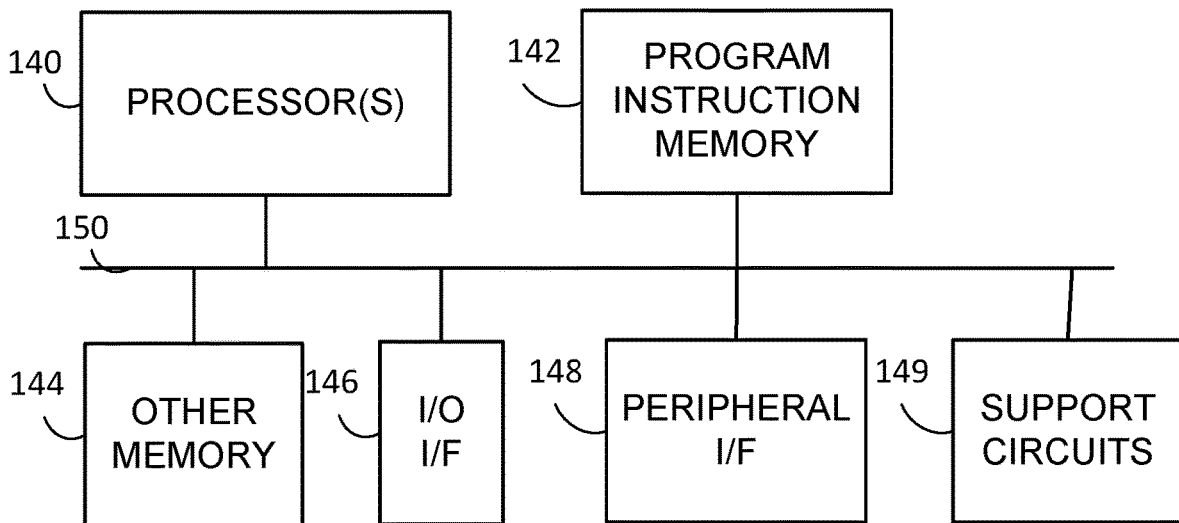 140
PROCESSOR(S)
142
PROGRAM
INSTRUCTION
MEMORY
150
144
OTHER
MEMORY
146
I/O
I/F
148
PERIPHERAL
I/F
149
SUPPORT
CIRCUITS